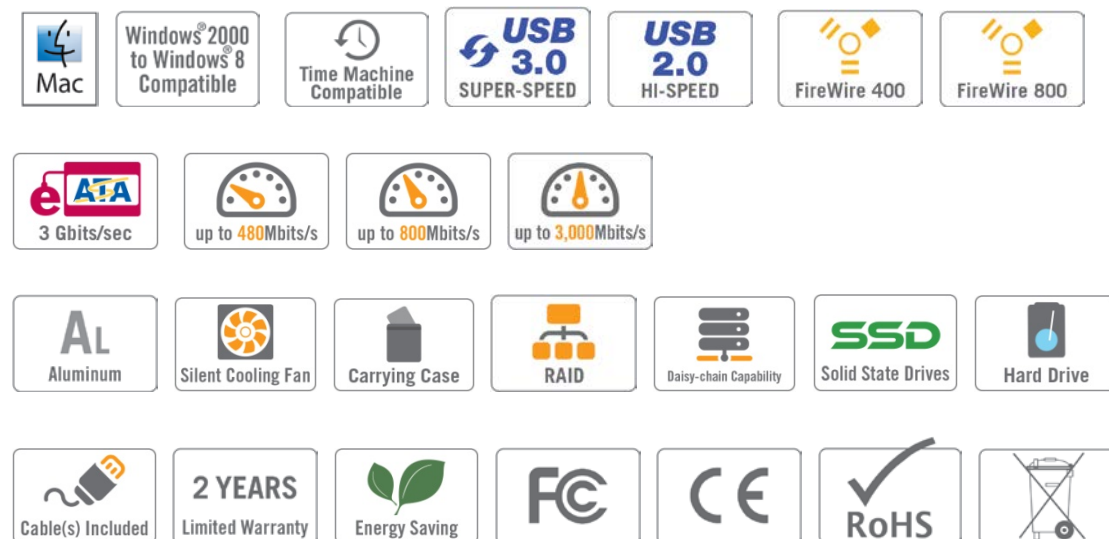 Mac
Windows® 2000
to Windows® 8
Compatible
Time Machine
Compatible
USB
3.0
SUPER-SPEED
USB
2.0
HI-SPEED
FireWire 400
FireWire 800
e SATA
3 Gbits/sec
up to 480Mbits/s
up to 800Mbits/s
up to 3,000Mbits/s
AL
Aluminum
Silent Cooling Fan
Carrying Case
RAID
Daisy-chain Capability
SSD
Solid State Drives
Hard Drive
Cable(s) Included
2 YEARS
Limited Warranty
Energy Saving
FC
CE
RoHS